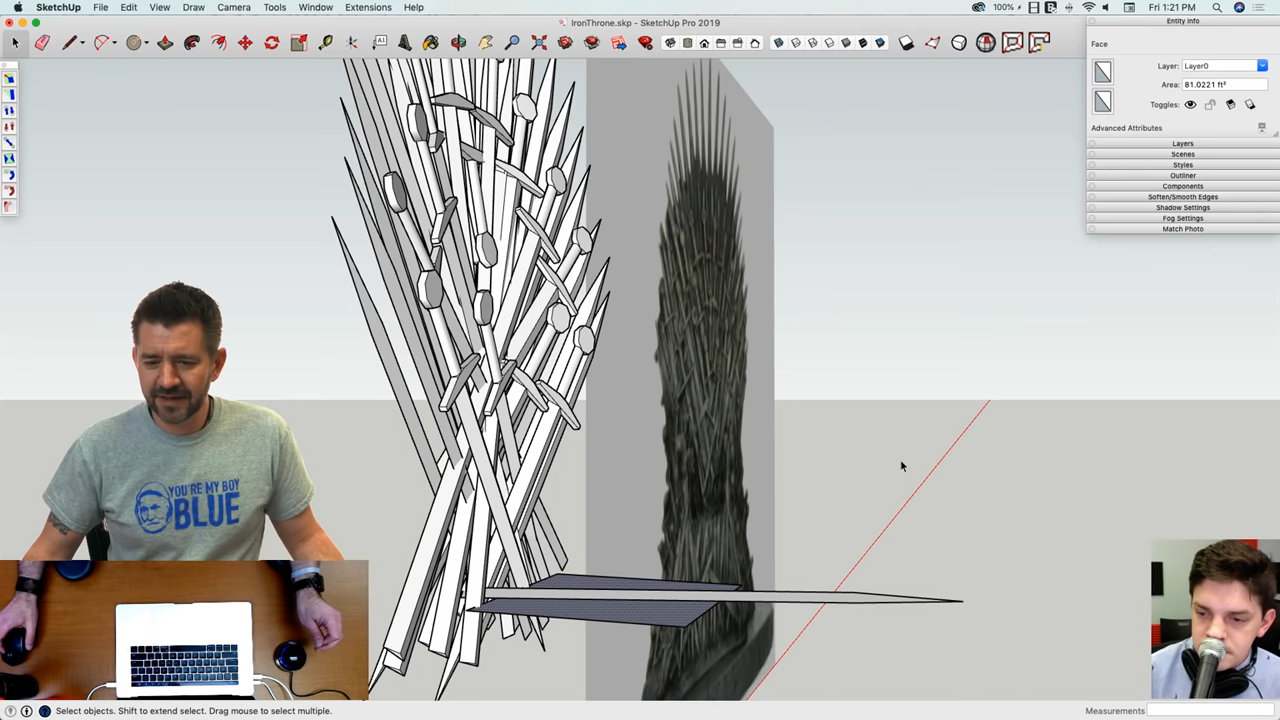 SketchUp File Edit View Draw Camera Tools Window Extensions Help
100% Fri 1:21 PM
IronThrone.skp - SketchUp Pro 2019
Entity Info
Face
Layer: Layer0
Area: 81.0221 ft²
Toggles:
Advanced Attributes
Layers
Scenes
Styles
Outliner
Components
Soften/Smooth Edges
Shadow Settings
Fog Settings
Match Photo
YOU'RE MY BOY
BLUE
Select objects. Shift to extend select. Drag mouse to select multiple.
Measurements